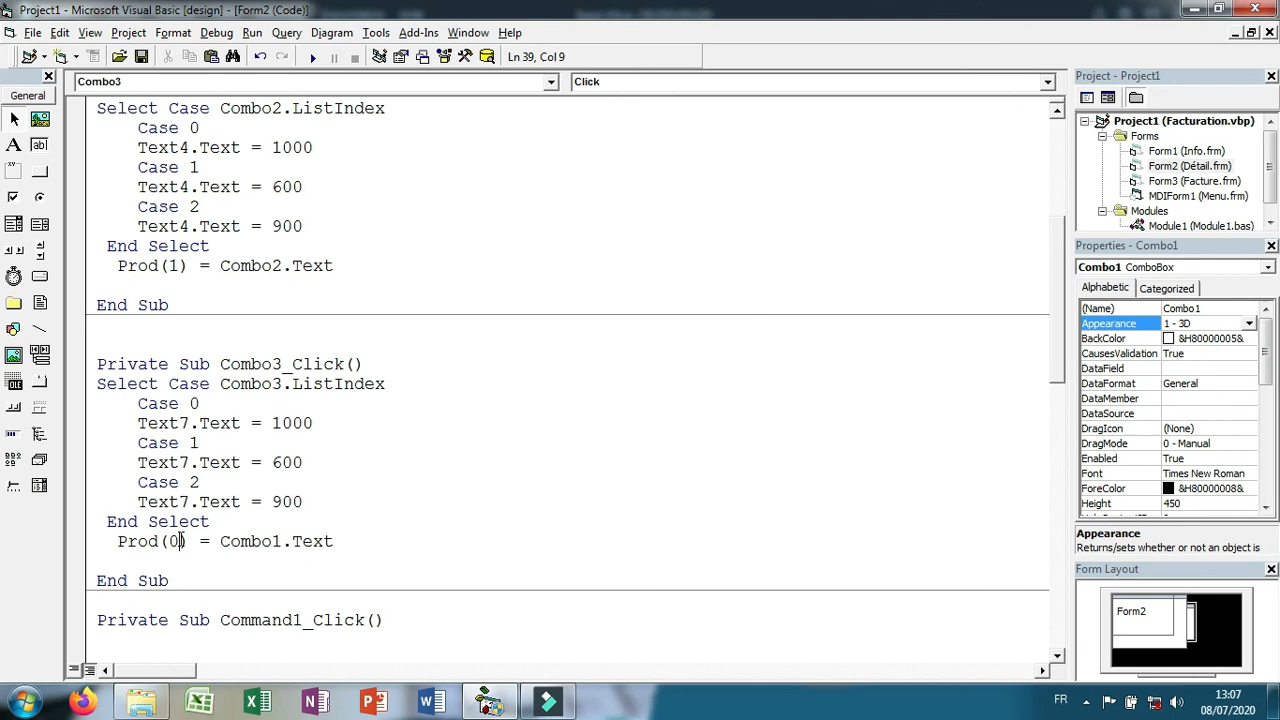 Project1 - Microsoft Visual Basic [design] - [Form2 (Code)]
File Edit View Project Format Debug Run Query Diagram Tools Add-Ins Window Help
Ln 39, Col 9
General
Combo3
Click
Select Case Combo2.ListIndex
Case 0
Text4.Text = 1000
Case 1
Text4.Text = 600
Case 2
Text4.Text = 900
End Select
Prod(1) = Combo2.Text
End Sub
Private Sub Combo3_Click()
Select Case Combo3.ListIndex
Case 0
Text7.Text = 1000
Case 1
Text7.Text = 600
Case 2
Text7.Text = 900
End Select
Prod(0) = Combo1.Text
End Sub
Private Sub Command1_Click()
Project - Project1
Project1 (Facturation.vbp)
Forms
Form1 (Info.frm)
Form2 (Détail.frm)
Form3 (Facture.frm)
MDIForm1 (Menu.frm)
Modules
Module1 (Module1.bas)
Properties - Combo1
Combo1 ComboBox
Alphabetic Categorized
(Name) Combo1
Appearance 1 - 3D
BackColor &H80000005&
CausesValidation True
DataField
DataFormat General
DataMember
DataSource
DragIcon (None)
DragMode 0 - Manual
Enabled True
Font Times New Roman
ForeColor &H80000008&
Height 450
Appearance
Returns/sets whether or not an object is
Form Layout
Form2
FR
13:07
08/07/2020